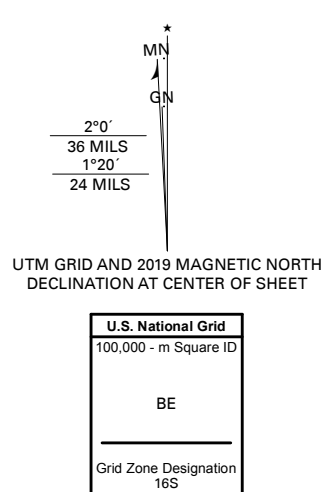 MN
GN
2°0´
36 MILS
1°20´
24 MILS
UTM GRID AND 2019 MAGNETIC NORTH
DECLINATION AT CENTER OF SHEET
U.S. National Grid
100,000 - m Square ID
BE
Grid Zone Designation
16S